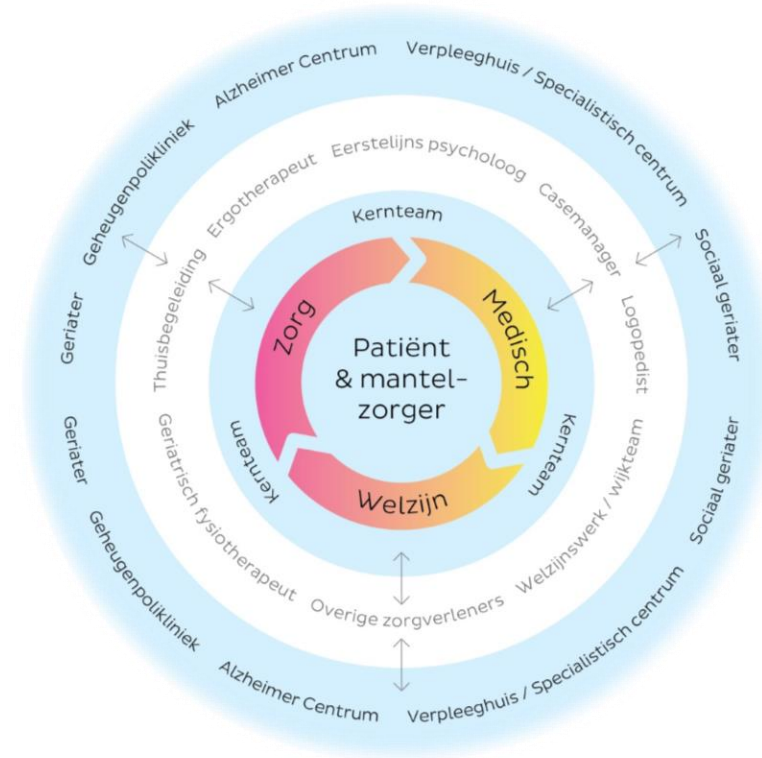 Alzheimer Centrum
Verpleeghuis / Specialistisch centrum
Geheugenpolikliniek
Sociaal geriater
Geriater
Eerstelijns psycholoog
Ergotherapeut
Casemanager
Thuisbegeleiding
Logopedist
Kernteam
Zorg
Medisch
Patiënt
& mantel-
zorger
Welzijn
Kernteam
Kernteam
Geriatrisch fysiotherapeut
Overige zorgverleners
Welzijnswerk / wijkteam
Geriater
Sociaal geriater
Geheugenpolikliniek
Alzheimer Centrum
Verpleeghuis / Specialistisch centrum